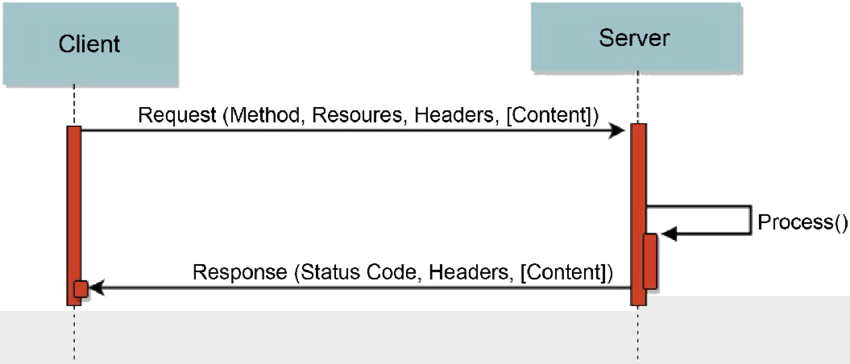 Client
Server
Request (Method, Resoures, Headers, [Content])
Process()
Response (Status Code, Headers, [Content])